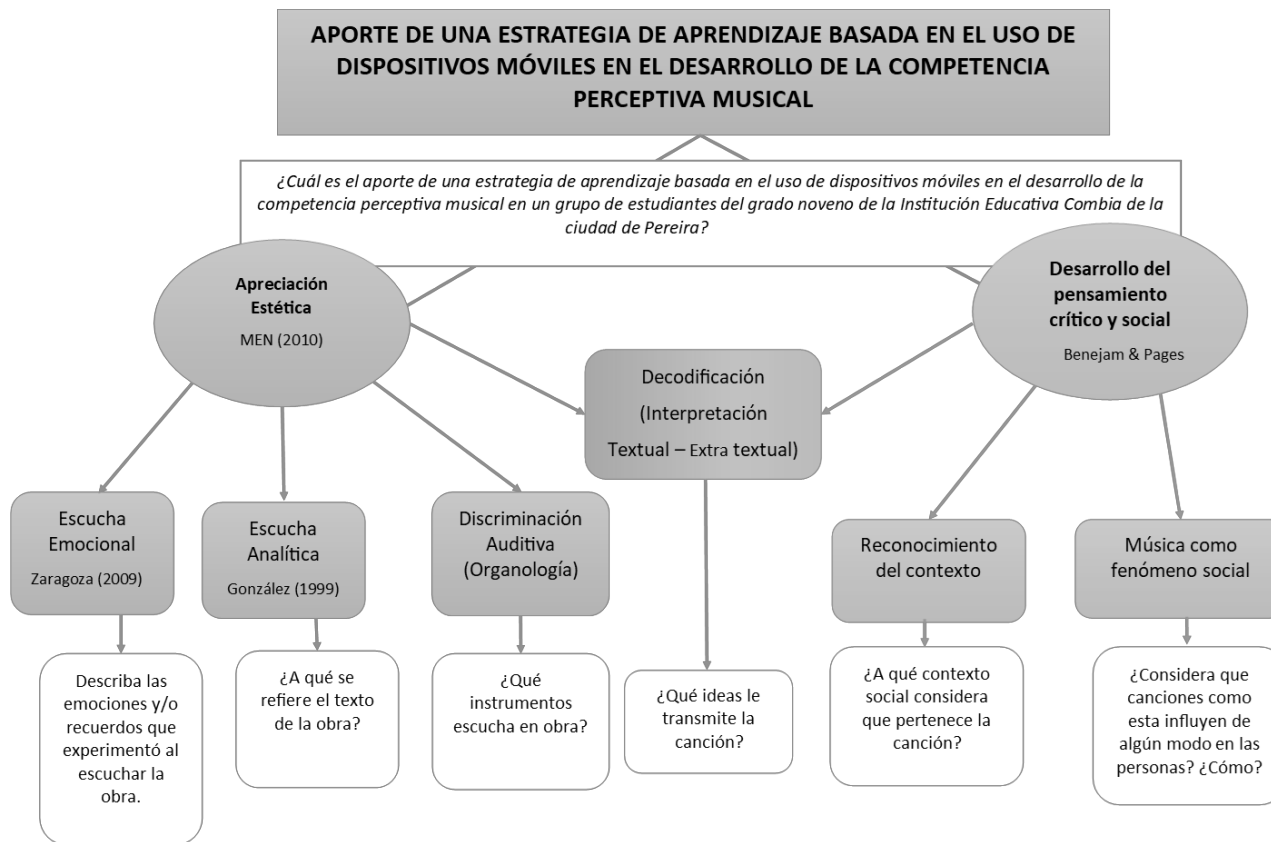 APORTE DE UNA ESTRATEGIA DE APRENDIZAJE BASADA EN EL USO DE
DISPOSITIVOS MÓVILES EN EL DESARROLLO DE LA COMPETENCIA
PERCEPTIVA MUSICAL
¿Cuál es el aporte de una estrategia de aprendizaje basada en el uso de dispositivos móviles en el desarrollo de la
competencia perceptiva musical en un grupo de estudiantes del grado noveno de la Institución Educativa Combia de la
ciudad de Pereira?
Apreciación
Estética
MEN (2010)
Desarrollo del
pensamiento
crítico y social
Benejam & Pages
Decodificación
(Interpretación
Textual – Extra textual)
Escucha
Emocional
Zaragoza (2009)
Escucha
Analítica
González (1999)
Discriminación
Auditiva
(Organología)
Reconocimiento
del contexto
Música como
fenómeno social
Describa las
emociones y/o
recuerdos que
experimentó al
escuchar la
obra.
¿A qué se
refiere el texto
de la obra?
¿Qué
instrumentos
escucha en obra?
¿Qué ideas le
transmite la
canción?
¿A qué contexto
social considera
que pertenece la
canción?
¿Considera que
canciones como
esta influyen de
algún modo en las
personas? ¿Cómo?